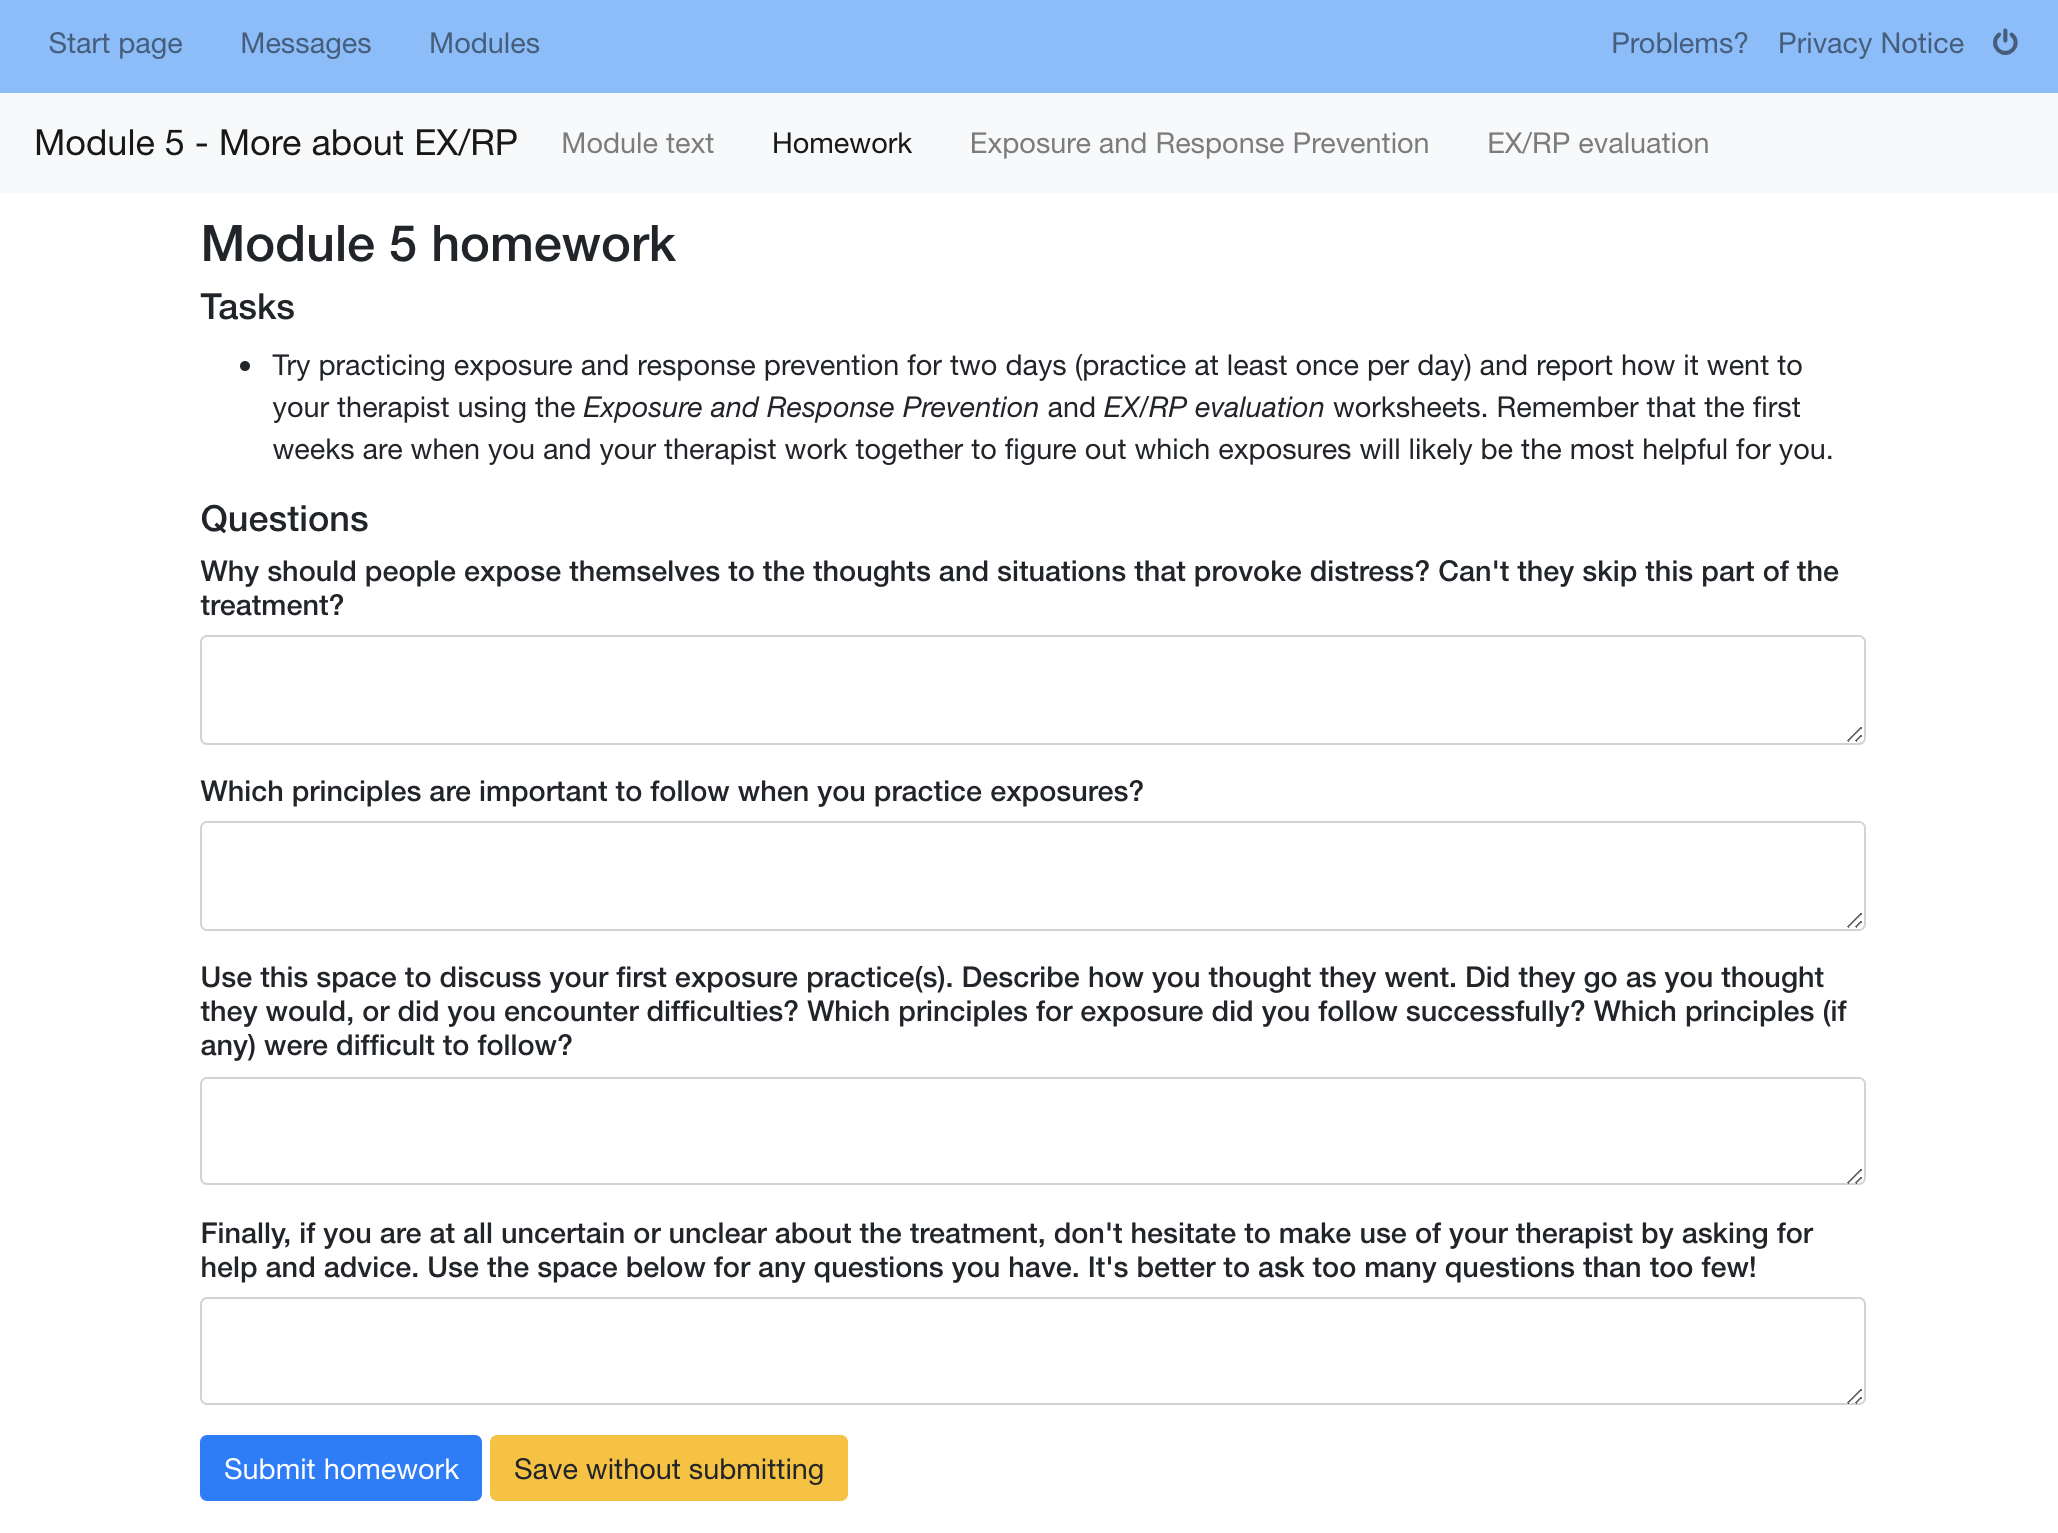 Start page Messages Modules Problems? Privacy Notice
Module 5 - More about EX/RP Module text Homework Exposure and Response Prevention EX/RP evaluation
Module 5 homework
Tasks
• Try practicing exposure and response prevention for two days (practice at least once per day) and report how it went to
your therapist using the Exposure and Response Prevention and EX/RP evaluation worksheets. Remember that the first
weeks are when you and your therapist work together to figure out which exposures will likely be the most helpful for you.
Questions
Why should people expose themselves to the thoughts and situations that provoke distress? Can't they skip this part of the
treatment?
Which principles are important to follow when you practice exposures?
Use this space to discuss your first exposure practice(s). Describe how you thought they went. Did they go as you thought
they would, or did you encounter difficulties? Which principles for exposure did you follow successfully? Which principles (if
any) were difficult to follow?
Finally, if you are at all uncertain or unclear about the treatment, don't hesitate to make use of your therapist by asking for
help and advice. Use the space below for any questions you have. It's better to ask too many questions than too few!
Submit homework Save without submitting